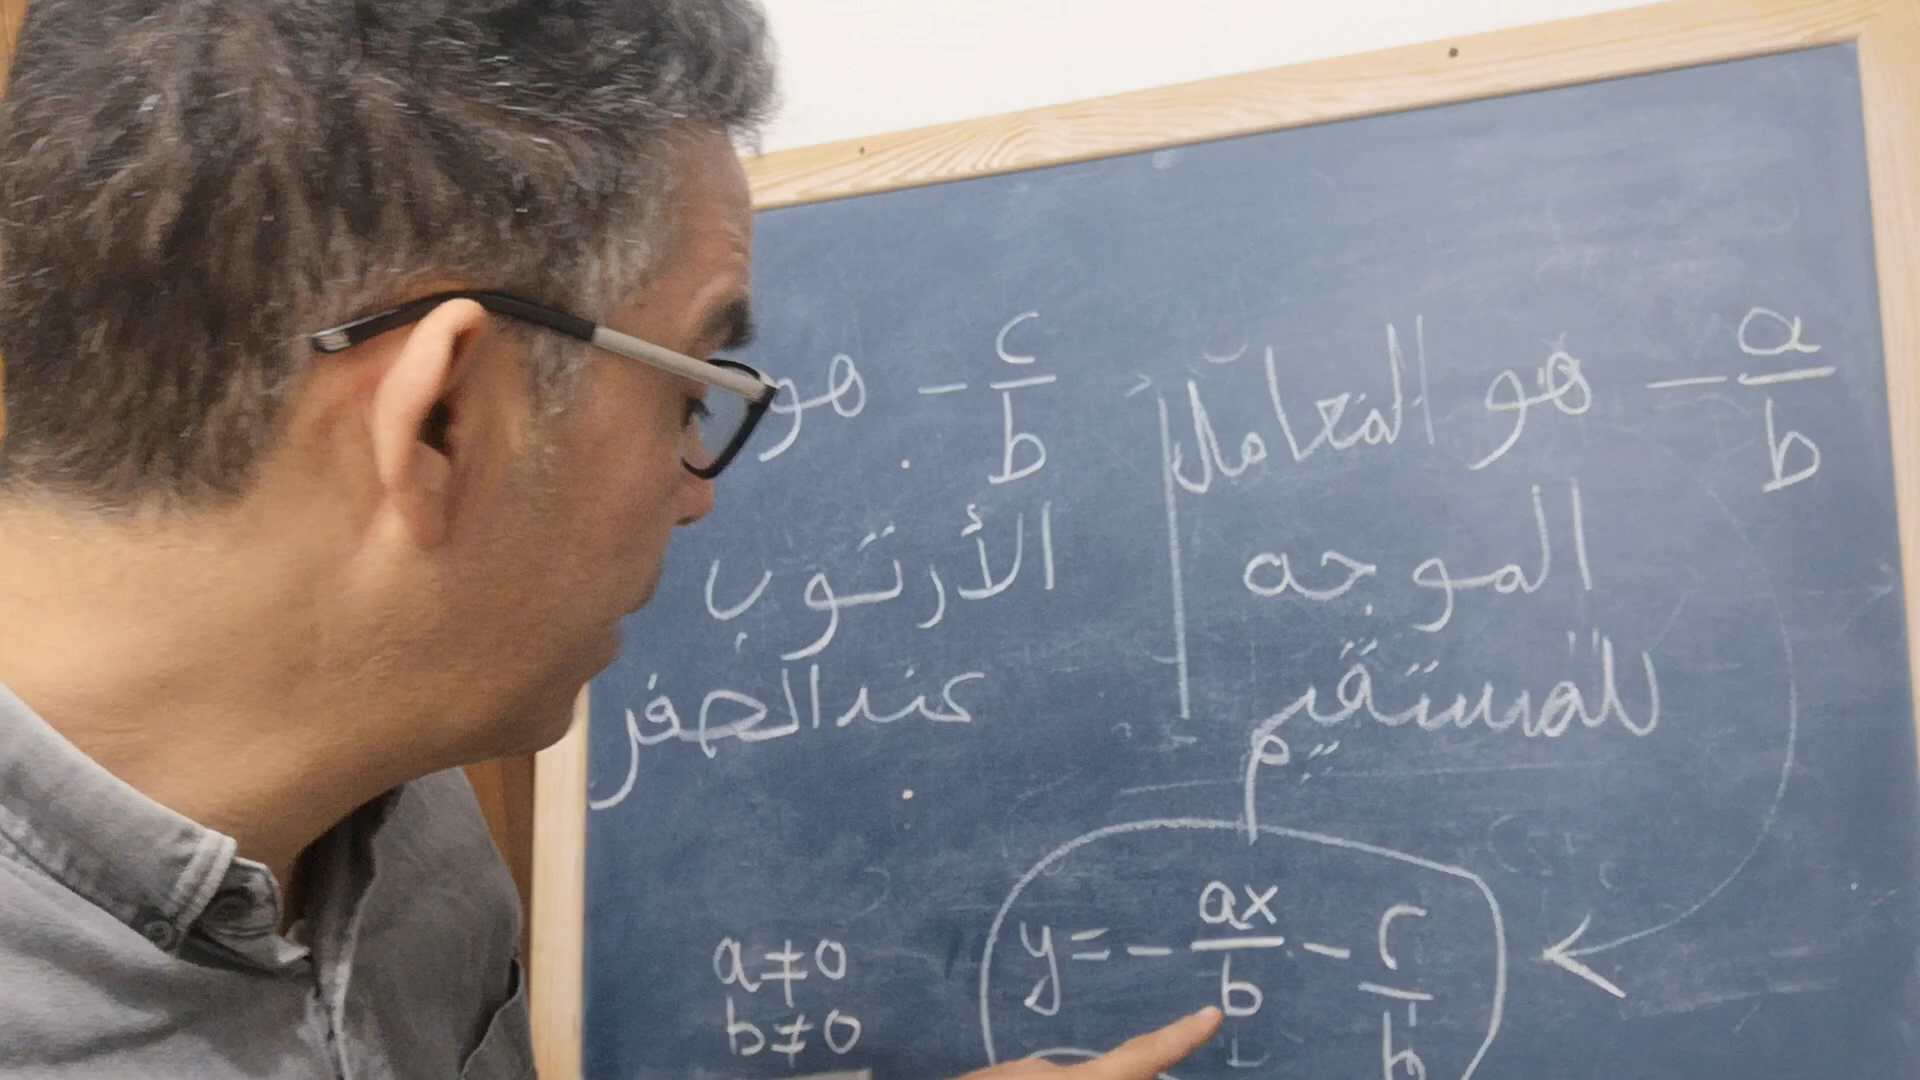 -a/b هو المعامل
الموجه
للمستقيم
-c/b هو
الأرتوب
عند الصفر
y = - ax/b - c/b
a≠0
b≠0